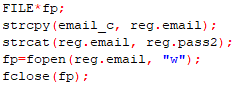 FILE*fp;
strcpy(email_c, reg.email);
strcat(reg.email, reg.pass2);
fp=fopen(reg.email, "w");
fclose(fp);